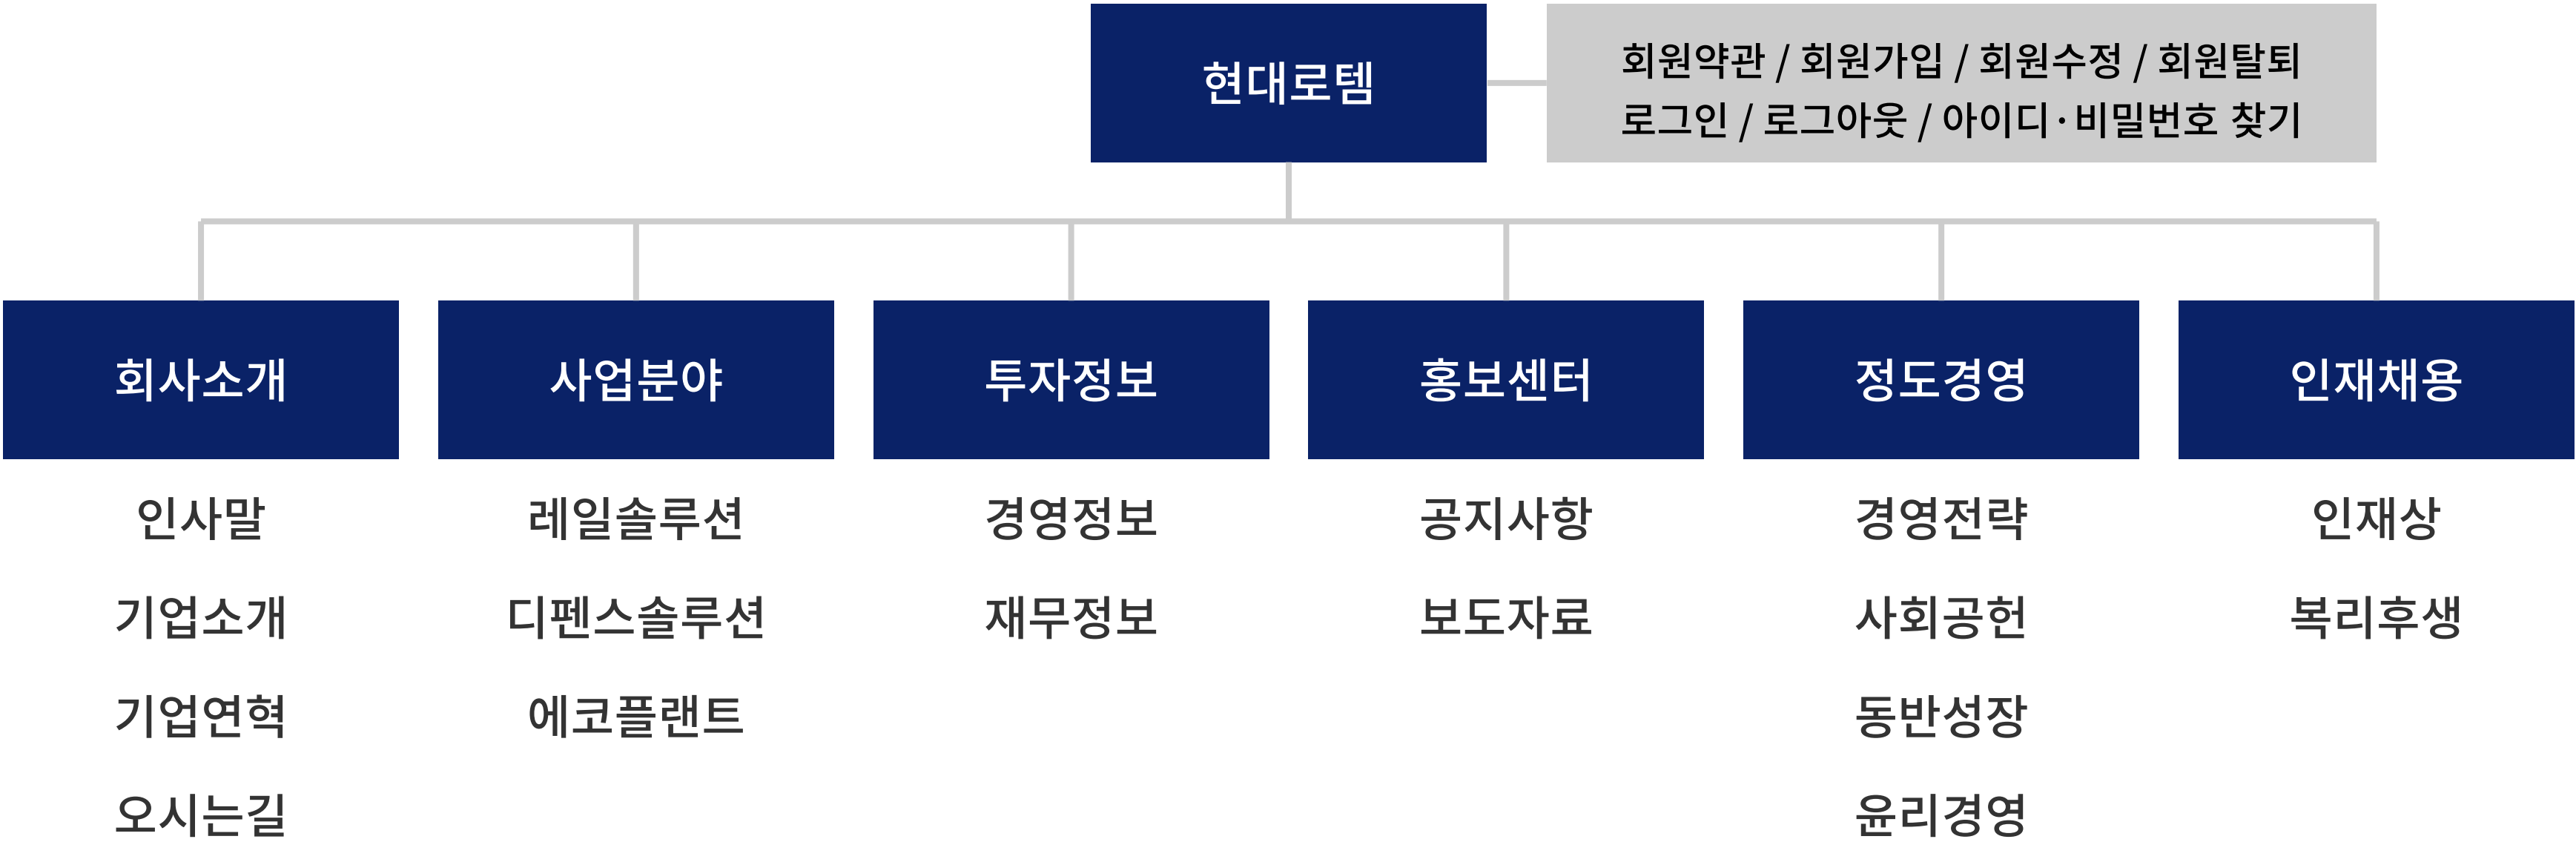 현대로템
회원약관 / 회원가입 / 회원수정 / 회원탈퇴
로그인 / 로그아웃 / 아이디·비밀번호 찾기
회사소개
인사말
기업소개
기업연혁
오시는길
사업분야
레일솔루션
디펜스솔루션
에코플랜트
투자정보
경영정보
재무정보
홍보센터
공지사항
보도자료
정도경영
경영전략
사회공헌
동반성장
윤리경영
인재채용
인재상
복리후생